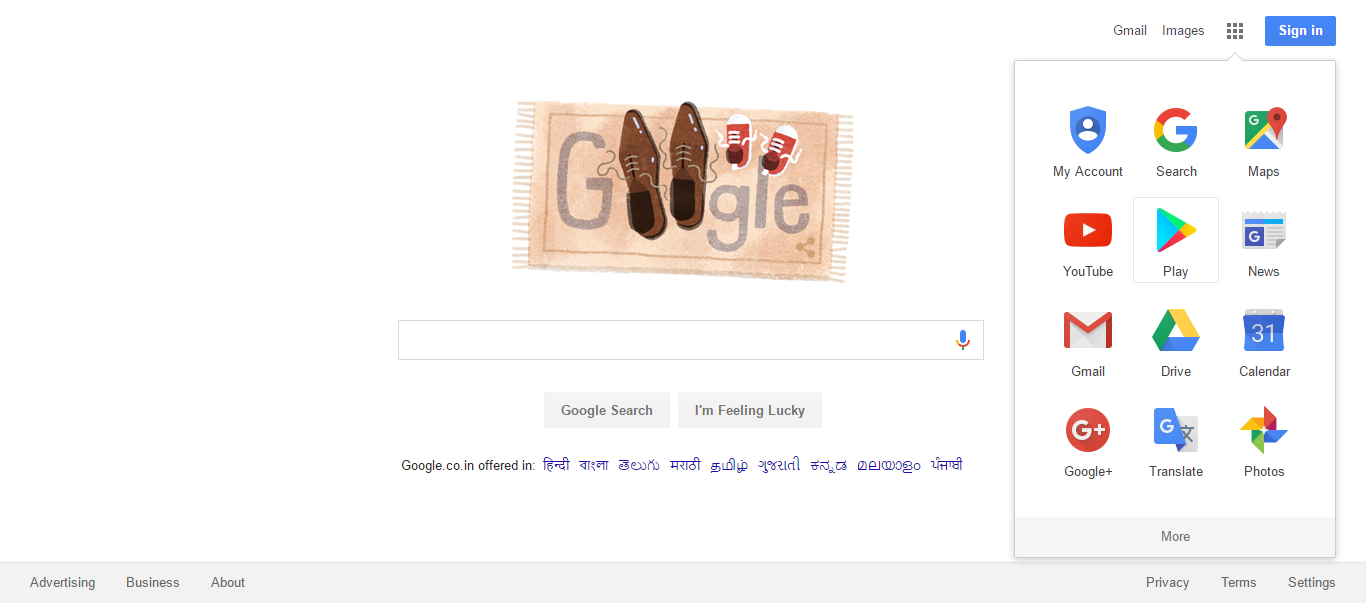 Gmail Images Sign in
Google
My Account Search Maps
G
YouTube Play News
G
Gmail Drive Calendar
31
Google+ Translate Photos
G+
G 文
More
Google Search I'm Feeling Lucky
Google.co.in offered in: हिन्दी বাংলা తెలుగు मराठी தமிழ் ગુજરાતી ಕನ್ನಡ മലയാളം ਪੰਜਾਬੀ
Advertising Business About Privacy Terms Settings